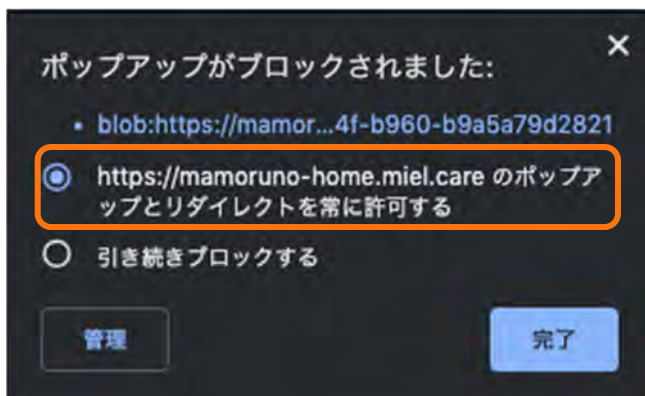 ポップアップがブロックされました:
• blob:https://mamor...4f-b960-b9a5a79d2821
https://mamoruno-home.miel.care のポップア
ップとリダイレクトを常に許可する
引き続きブロックする
管理
完了